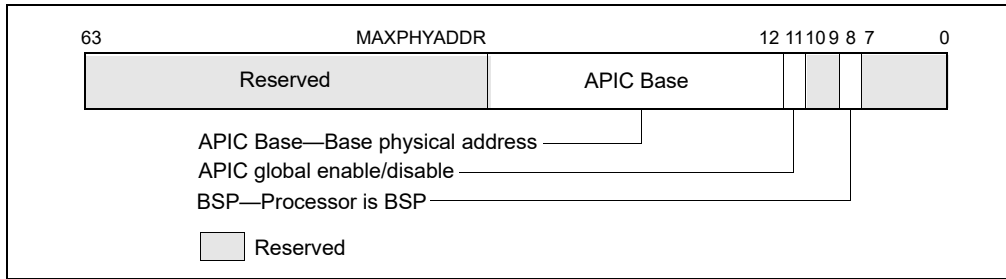 63 MAXPHYADDR 12 11 10 9 8 7 0
Reserved APIC Base
APIC Base—Base physical address
APIC global enable/disable
BSP—Processor is BSP
Reserved